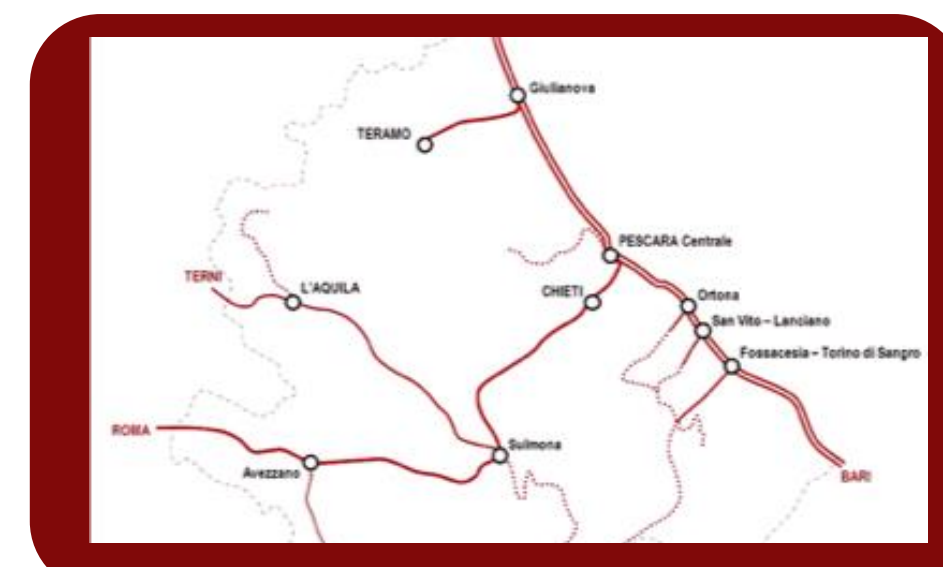 Giulianova
TERAMO
PESCARA Centrale
TERNI
L'AQUILA
CHIETI
Ortona
San Vito – Lanciano
Fossacesia – Torino di Sangro
ROMA
Sulmona
Avezzano
BARI